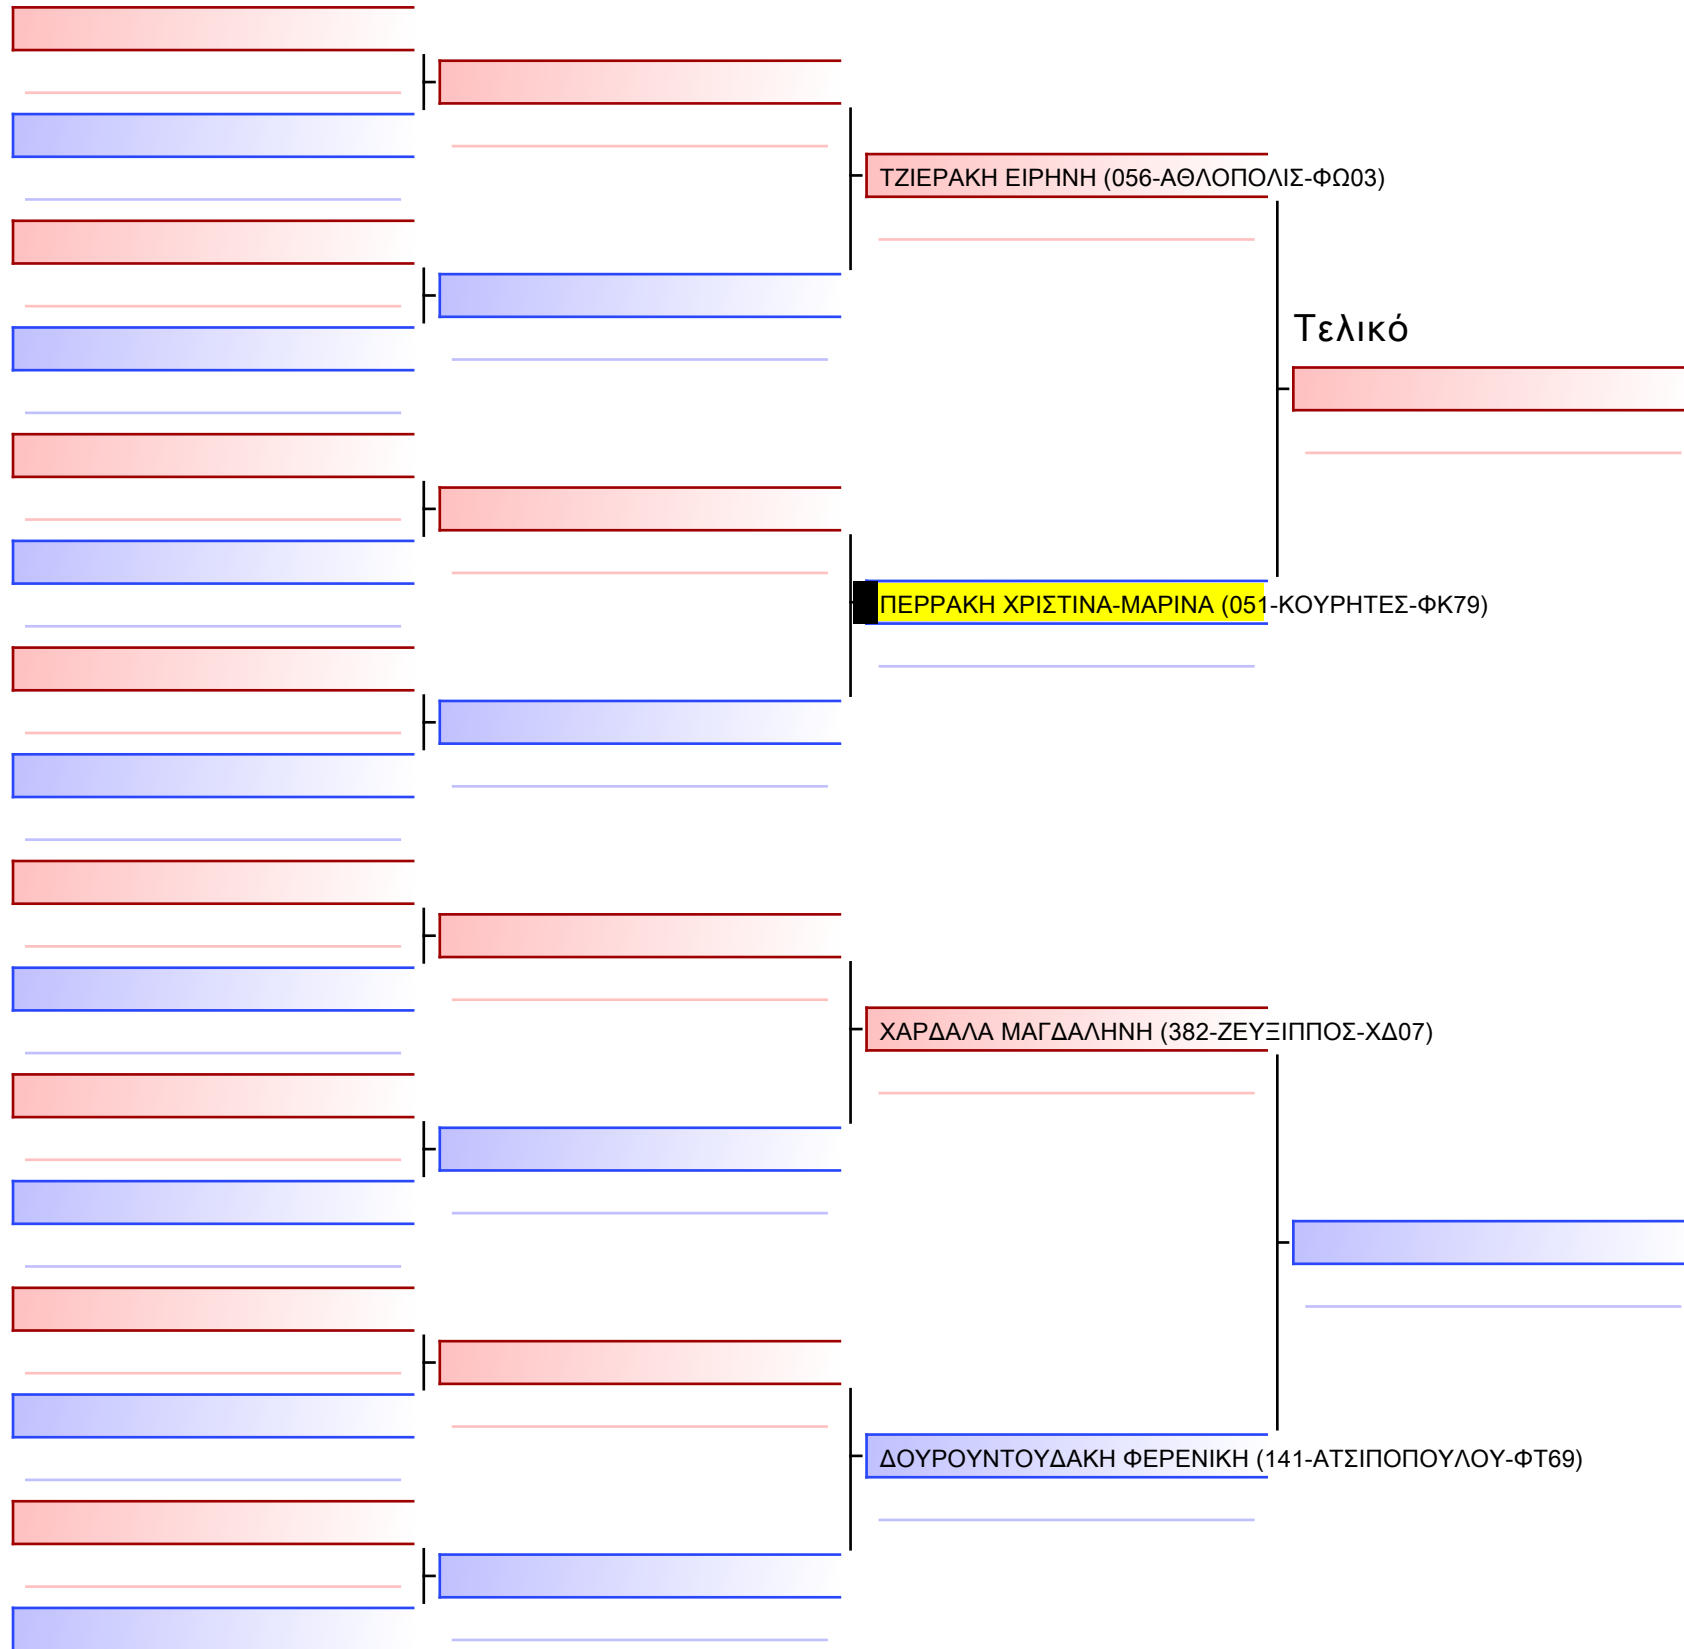 ΤΖΙΕΡΑΚΗ ΕΙΡΗΝΗ (056-ΑΘΛΟΠΟΛΙΣ-ΦΩ03)
Τελικό
ΠΕΡΡΑΚΗ ΧΡΙΣΤΙΝΑ-ΜΑΡΙΝΑ (051-ΚΟΥΡΗΤΕΣ-ΦΚ79)
ΧΑΡΔΑΛΑ ΜΑΓΔΑΛΗΝΗ (382-ΖΕΥΞΙΠΠΟΣ-ΧΔ07)
ΔΟΥΡΟΥΝΤΟΥΔΑΚΗ ΦΕΡΕΝΙΚΗ (141-ΑΤΣΙΠΟΠΟΥΛΟΥ-ΦΤ69)